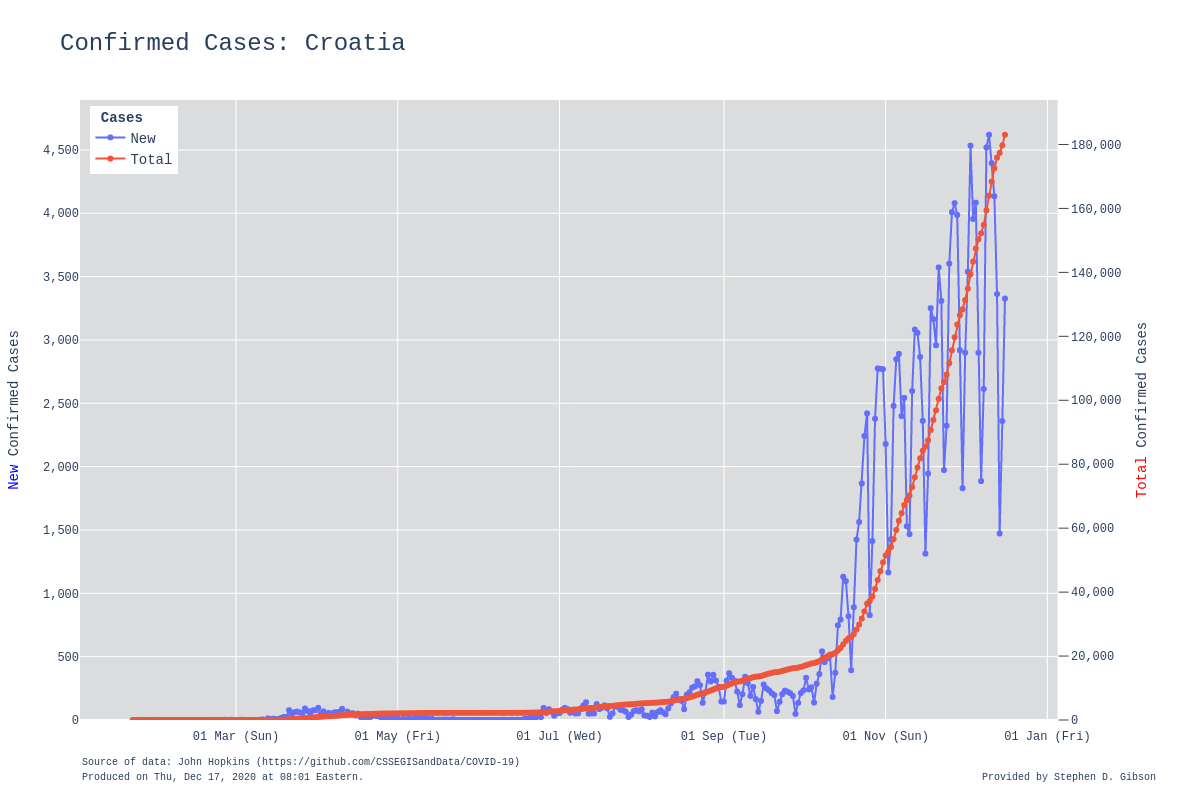 Confirmed Cases: Croatia
Cases
New
Total
4,500
4,000
3,500
3,000
2,500
2,000
1,500
1,000
500
0
New Confirmed Cases
180,000
160,000
140,000
120,000
100,000
80,000
60,000
40,000
20,000
0
Total Confirmed Cases
01 Mar (Sun) 01 May (Fri) 01 Jul (Wed) 01 Sep (Tue) 01 Nov (Sun) 01 Jan (Fri)
Source of data: John Hopkins (https://github.com/CSSEGISandData/COVID-19)
Produced on Thu, Dec 17, 2020 at 08:01 Eastern.
Provided by Stephen D. Gibson